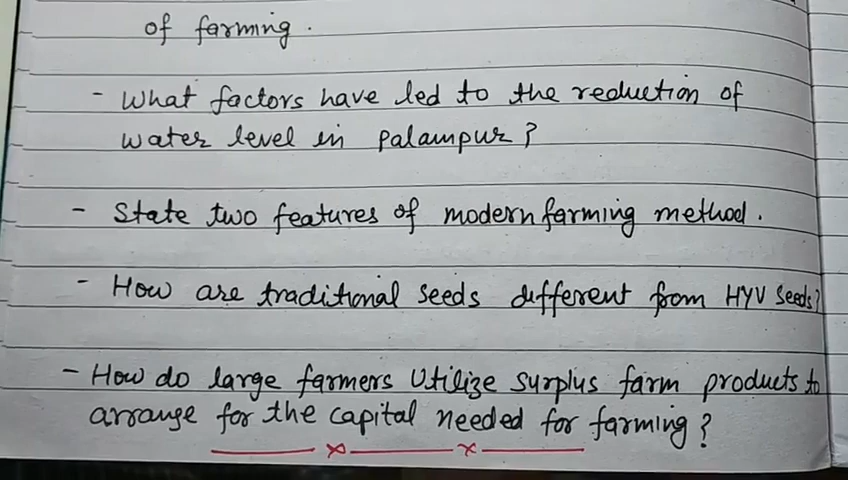 of farming.
- What factors have led to the reduction of
water level in palampur?
- State two features of modern farming method.
- How are traditional seeds different from HYV seeds?
- How do large farmers utilize surplus farm products to
arrange for the capital needed for farming?